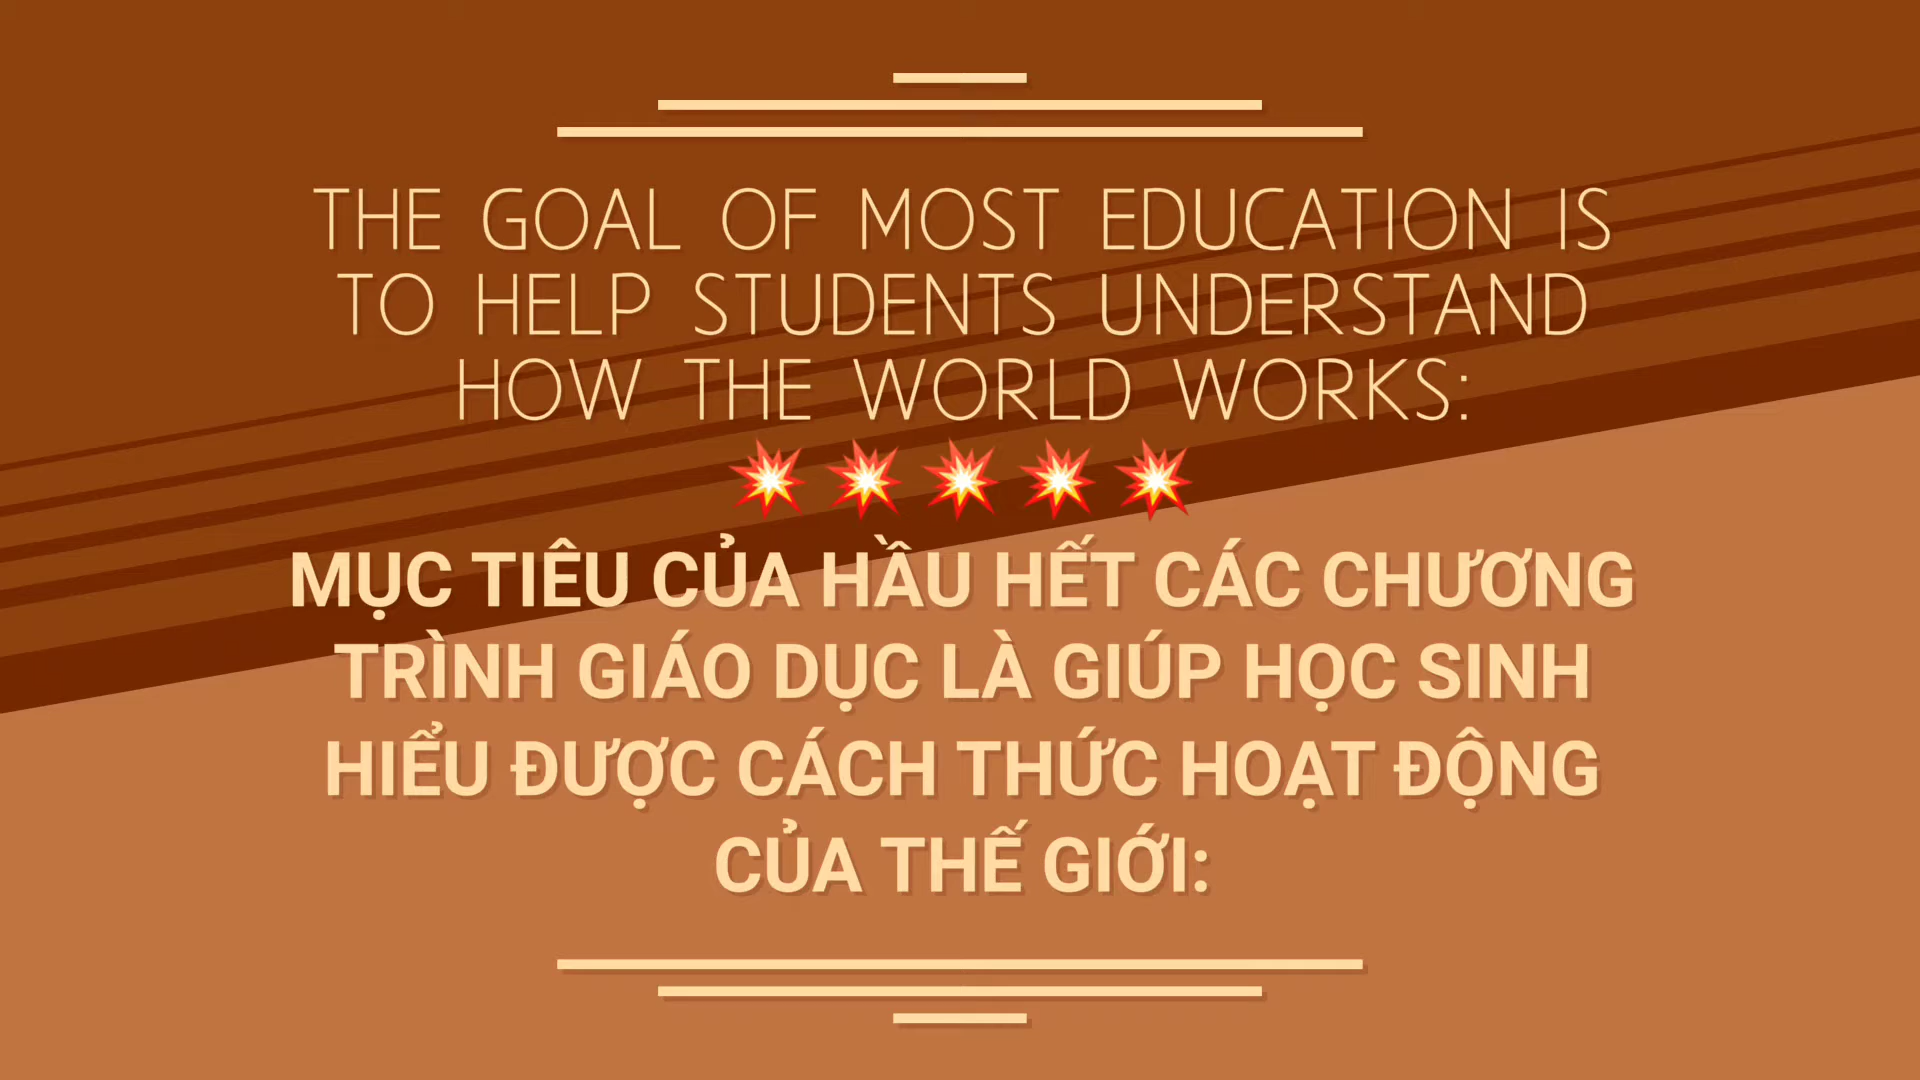 THE GOAL OF MOST EDUCATION IS
TO HELP STUDENTS UNDERSTAND
HOW THE WORLD WORKS:
💥💥💥💥💥
MỤC TIÊU CỦA HẦU HẾT CÁC CHƯƠNG
TRÌNH GIÁO DỤC LÀ GIÚP HỌC SINH
HIỂU ĐƯỢC CÁCH THỨC HOẠT ĐỘNG
CỦA THẾ GIỚI: